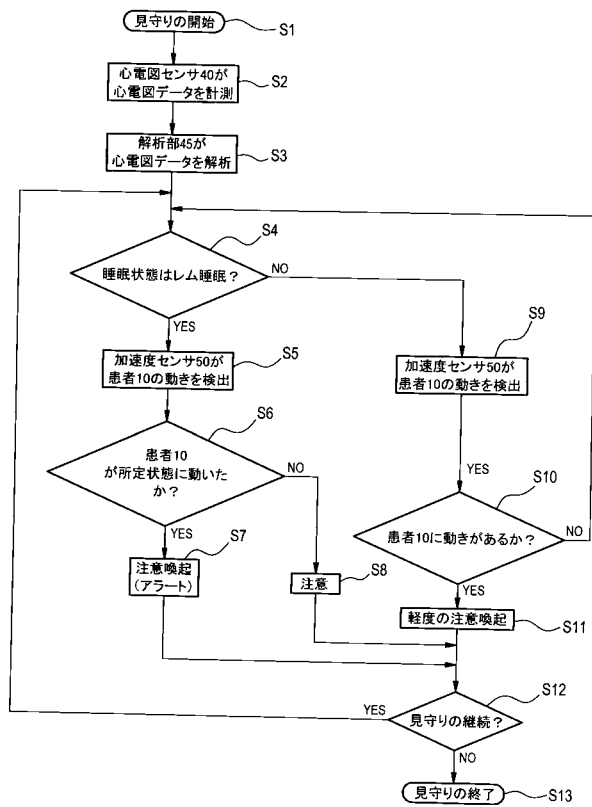 見守りの開始
S1
心電図センサ40が
心電図データを計測
S2
解析部45が
心電図データを解析
S3
睡眠状態はレム睡眠？
S4
NO
YES
加速度センサ50が
患者10の動きを検出
S5
加速度センサ50が
患者10の動きを検出
S9
YES
患者10
が所定状態に動いた
か？
S6
NO
YES
患者10に動きがあるか？
S10
NO
YES
注意喚起
(アラート)
S7
注意
S8
軽度の注意喚起
S11
見守りの継続？
S12
YES
NO
見守りの終了
S13